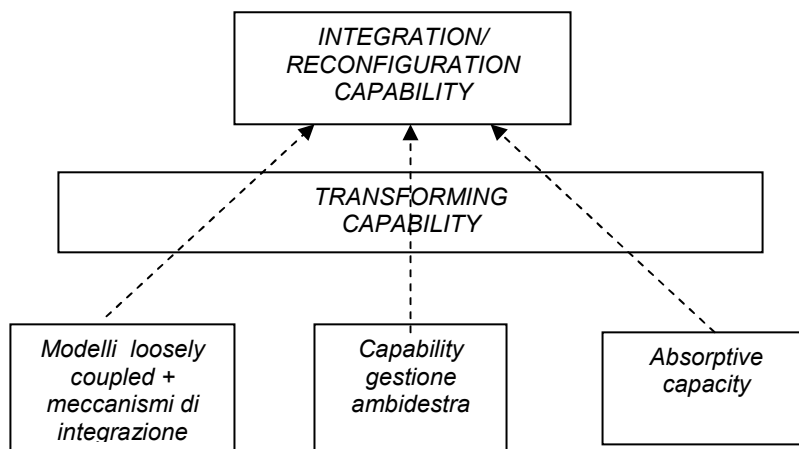 INTEGRATION/
RECONFIGURATION
CAPABILITY
TRANSFORMING
CAPABILITY
Modelli loosely
coupled +
meccanismi di
integrazione
Capability
gestione
ambidestra
Absorptive
capacity